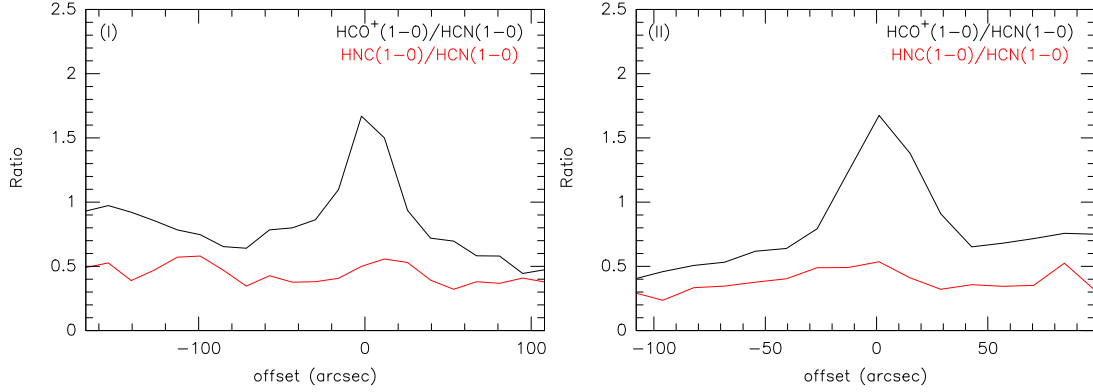 (I)
HCO⁺(1−0)/HCN(1−0)
HNC(1−0)/HCN(1−0)
2.5
2
1.5
1
0.5
0
Ratio
−100
0
100
offset (arcsec)
(II)
HCO⁺(1−0)/HCN(1−0)
HNC(1−0)/HCN(1−0)
2.5
2
1.5
1
0.5
0
Ratio
−100
−50
0
50
offset (arcsec)